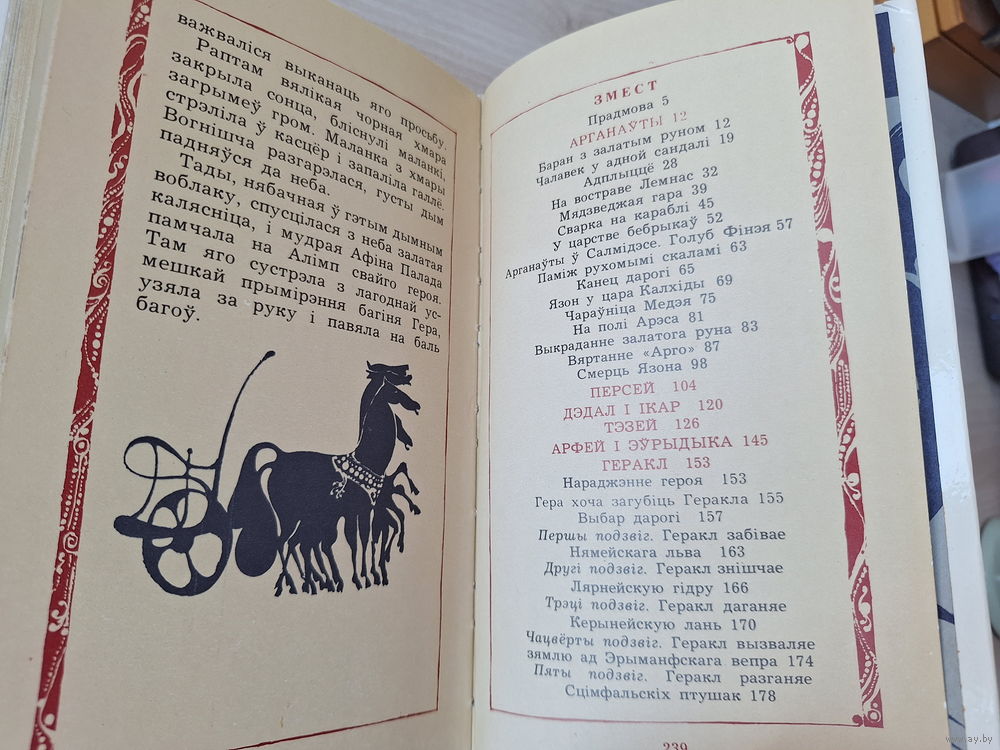 важваліся выканаць яго просьбу.
Раптам вялікая чорная хмара
закрыла сонца, бліснулі маланкі,
загрымеў гром. Маланка з хмары
стрэліла ў касцёр і запаліла галлё.
Вогнішча разгарэлася, густы дым
падняўся да неба.
Тады, нябачная ў гэтым дымным
воблаку, спусцілася з неба залатая
калясніца, і мудрая Афіна Палада
памчала на Алімп свайго героя.
Там яго сустрэла з лагоднай ус-
мешкай прымірэння багіня Гера,
узяла за руку і павяла на баль
багоў.
ЗМЕСТ
Прадмова 5
АРГАНАЎТЫ 12
Баран з залатым руном 12
Чалавек у адной сандалі 19
Адплыццё 28
На востраве Лемнас 32
Мядзведжая гара 39
Сварка на караблі 45
У царстве бебрыкаў 52
Арганаўты ў Салмідэсе. Голуб Фінэя 57
Паміж рухомымі скаламі 63
Канец дарогі 65
Язон у цара Калхіды 69
Чараўніца Медэя 75
На полі Арэса 81
Выкраданне залатога руна 83
Вяртанне «Арго» 87
Смерць Язона 98
ПЕРСЕЙ 104
ДЭДАЛ І ІКАР 120
ТЭЗЕЙ 126
АРФЕЙ І ЭЎРЫДЫКА 145
ГЕРАКЛ 153
Нараджэнне героя 153
Гера хоча загубіць Геракла 155
Выбар дарогі 157
Першы подзвіг. Геракл забівае
Нямейскага льва 163
Другі подзвіг. Геракл знішчае
Лярнейскую гідру 166
Трэці подзвіг. Геракл даганяе
Керынейскую лань 170
Чацвёрты подзвіг. Геракл вызваляе
зямлю ад Эрыманфскага вепра 174
Пяты подзвіг. Геракл разганяе
Сцімфальскіх птушак 178
239
www.ay.by